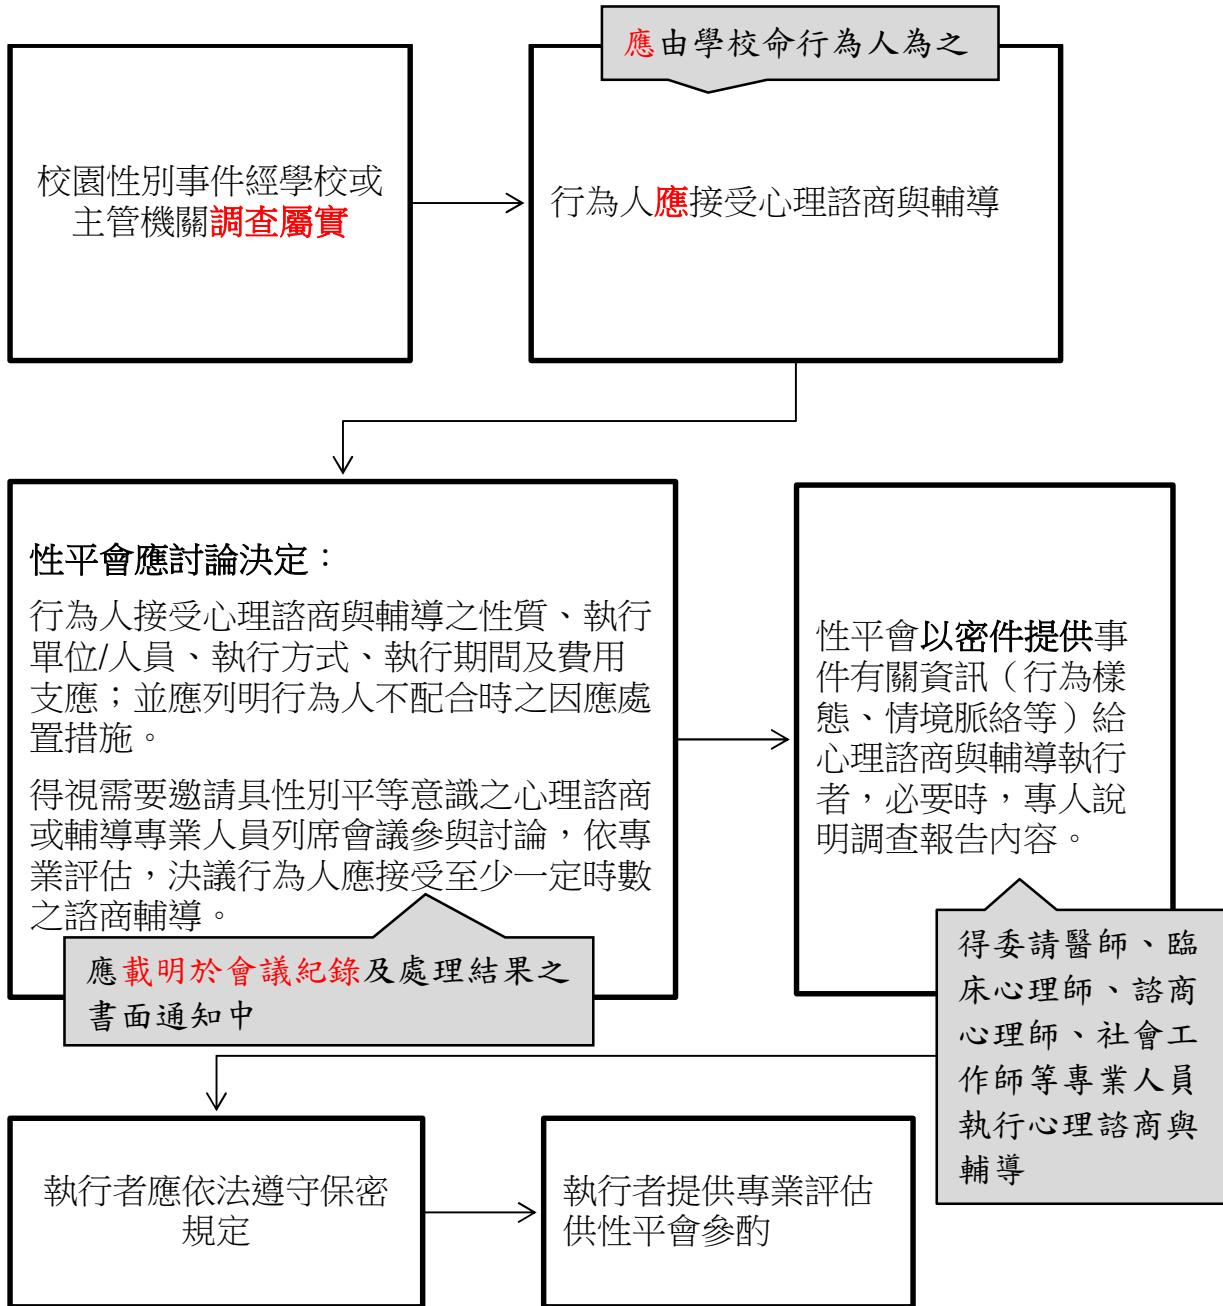 應由學校命行為人為之
校園性別事件經學校或
主管機關調查屬實
行為人應接受心理諮商與輔導
性平會應討論決定：
行為人接受心理諮商與輔導之性質、執行
單位/人員、執行方式、執行期間及費用
支應；並應列明行為人不配合時之因應處
置措施。
得視需要邀請具性別平等意識之心理諮商
或輔導專業人員列席會議參與討論，依專
業評估，決議行為人應接受至少一定時數
之諮商輔導。
應載明於會議紀錄及處理結果之
書面通知中
性平會以密件提供事
件有關資訊（行為樣
態、情境脈絡等）給
心理諮商與輔導執行
者，必要時，專人說
明調查報告內容。
得委請醫師、臨
床心理師、諮商
心理師、社會工
作師等專業人員
執行心理諮商與
輔導
執行者應依法遵守保密
規定
執行者提供專業評估
供性平會參酌